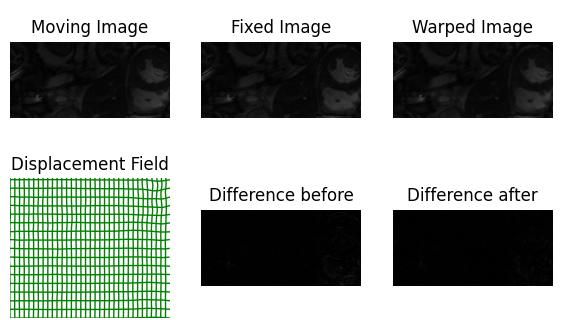 Moving Image
Fixed Image
Warped Image
Displacement Field
Difference before
Difference after